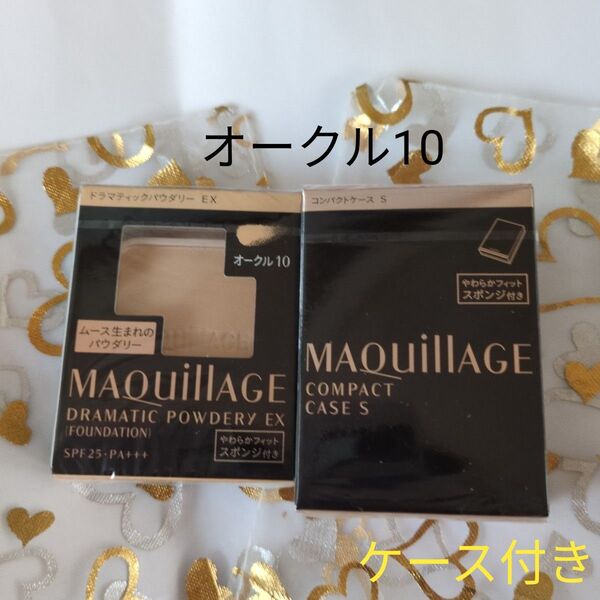 オークル10
ドラマティックパウダリー EX
オークル10
ムース生まれの
パウダリー
MAQuillAGE
DRAMATIC POWDERY EX
(FOUNDATION)
SPF25・PA+++
やわらかフィット
スポンジ付き
コンパクトケース S
やわらかフィット
スポンジ付き
MAQuillAGE
COMPACT
CASE S
ケース付き